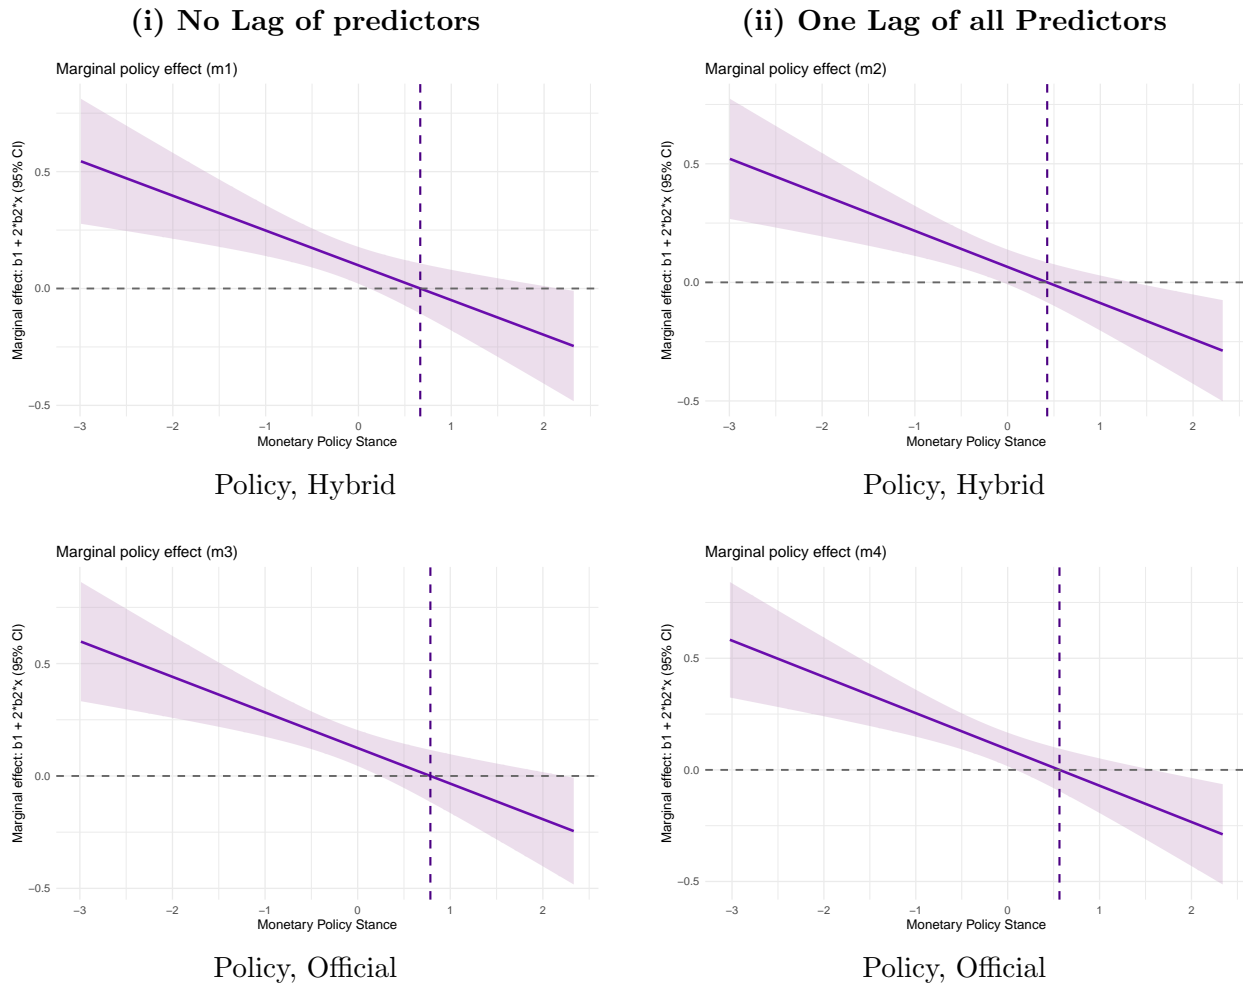 (i) No Lag of predictors
(ii) One Lag of all Predictors
Marginal policy effect (m1)
Marginal effect: b1 + 2*b2*x (95% CI)
0.5
0.0
−0.5
−3 −2 −1 0 1 2
Monetary Policy Stance
Policy, Hybrid
Marginal policy effect (m2)
Marginal effect: b1 + 2*b2*x (95% CI)
0.5
0.0
−0.5
−3 −2 −1 0 1 2
Monetary Policy Stance
Policy, Hybrid
Marginal policy effect (m3)
Marginal effect: b1 + 2*b2*x (95% CI)
0.5
0.0
−0.5
−3 −2 −1 0 1 2
Monetary Policy Stance
Policy, Official
Marginal policy effect (m4)
Marginal effect: b1 + 2*b2*x (95% CI)
0.5
0.0
−0.5
−3 −2 −1 0 1 2
Monetary Policy Stance
Policy, Official